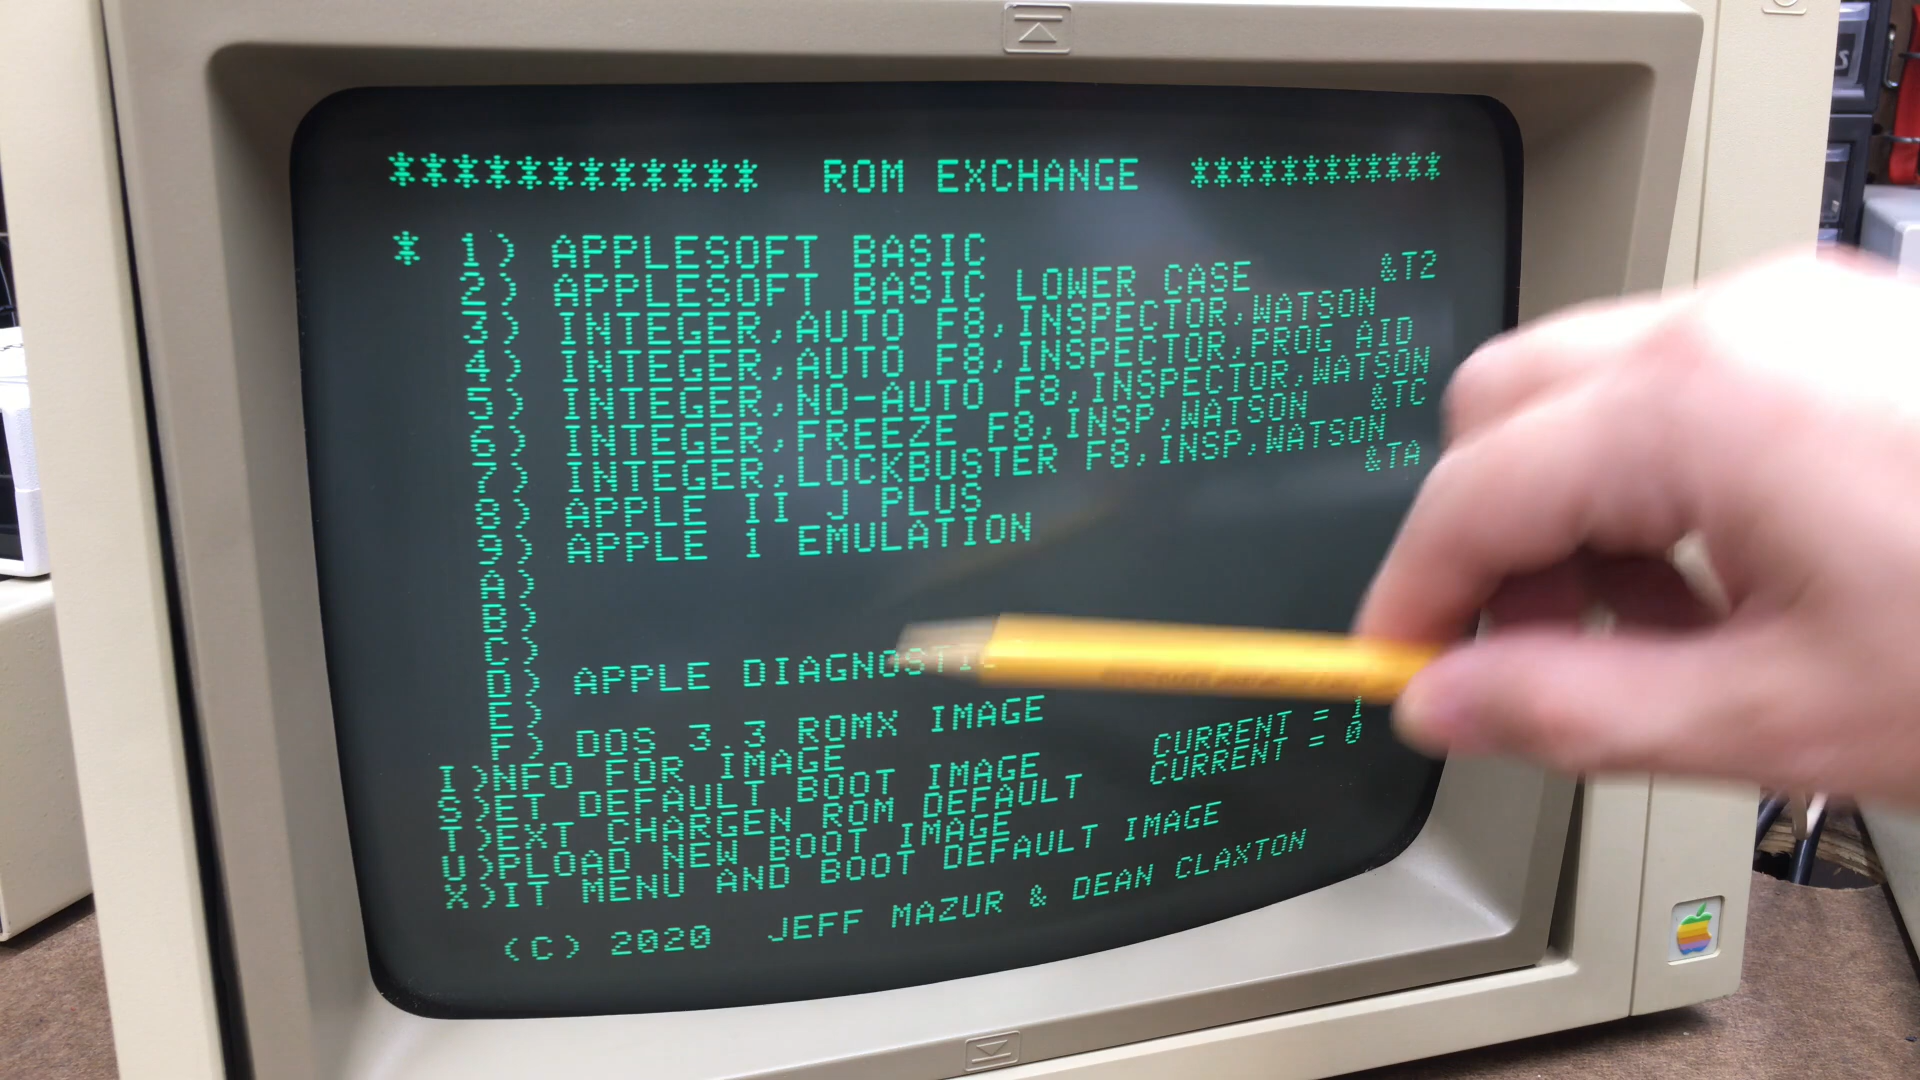 ************ ROM EXCHANGE ************
* 1) APPLESOFT BASIC
2) APPLESOFT BASIC LOWER CASE &T2
3) INTEGER,AUTO F8,INSPECTOR,WATSON
4) INTEGER,AUTO F8,INSPECTOR,PROG AID
5) INTEGER,NO-AUTO F8,INSPECTOR,WATSON
6) INTEGER,FREEZE F8,INSP,WATSON &TC
7) INTEGER,LOCKBUSTER F8,INSP,WATSON
8) APPLE II J PLUS &TA
9) APPLE 1 EMULATION
A)
B)
C)
D) APPLE DIAGNOSTIC
E)
F) DOS 3.3 ROMX IMAGE
I)NFO FOR IMAGE
S)ET DEFAULT BOOT IMAGE CURRENT = 1
T)EXT CHARGEN ROM DEFAULT CURRENT = 0
U)PLOAD NEW BOOT IMAGE
X)IT MENU AND BOOT DEFAULT IMAGE
(C) 2020 JEFF MAZUR & DEAN CLAXTON